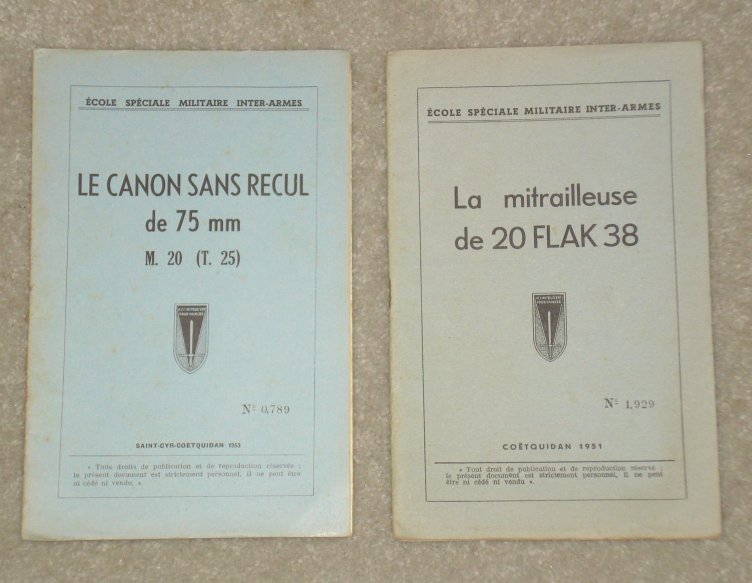 ÉCOLE SPÉCIALE MILITAIRE INTER-ARMES
LE CANON SANS RECUL
de 75 mm
M. 20 (T. 25)
Nº 0,789
SAINT-CYR-COETQUIDAN 1953
« Tous droits de publication et de reproduction réservés ;
le présent document est strictement personnel, il ne peut être
ni cédé ni vendu ».
ÉCOLE SPÉCIALE MILITAIRE INTER-ARMES
La mitrailleuse
de 20 FLAK 38
Nº 1,929
COËTQUIDAN 1951
« Tout droit de publication et de reproduction réservé ;
le présent document est strictement personnel, il ne peut
être ni cédé ni vendu ».